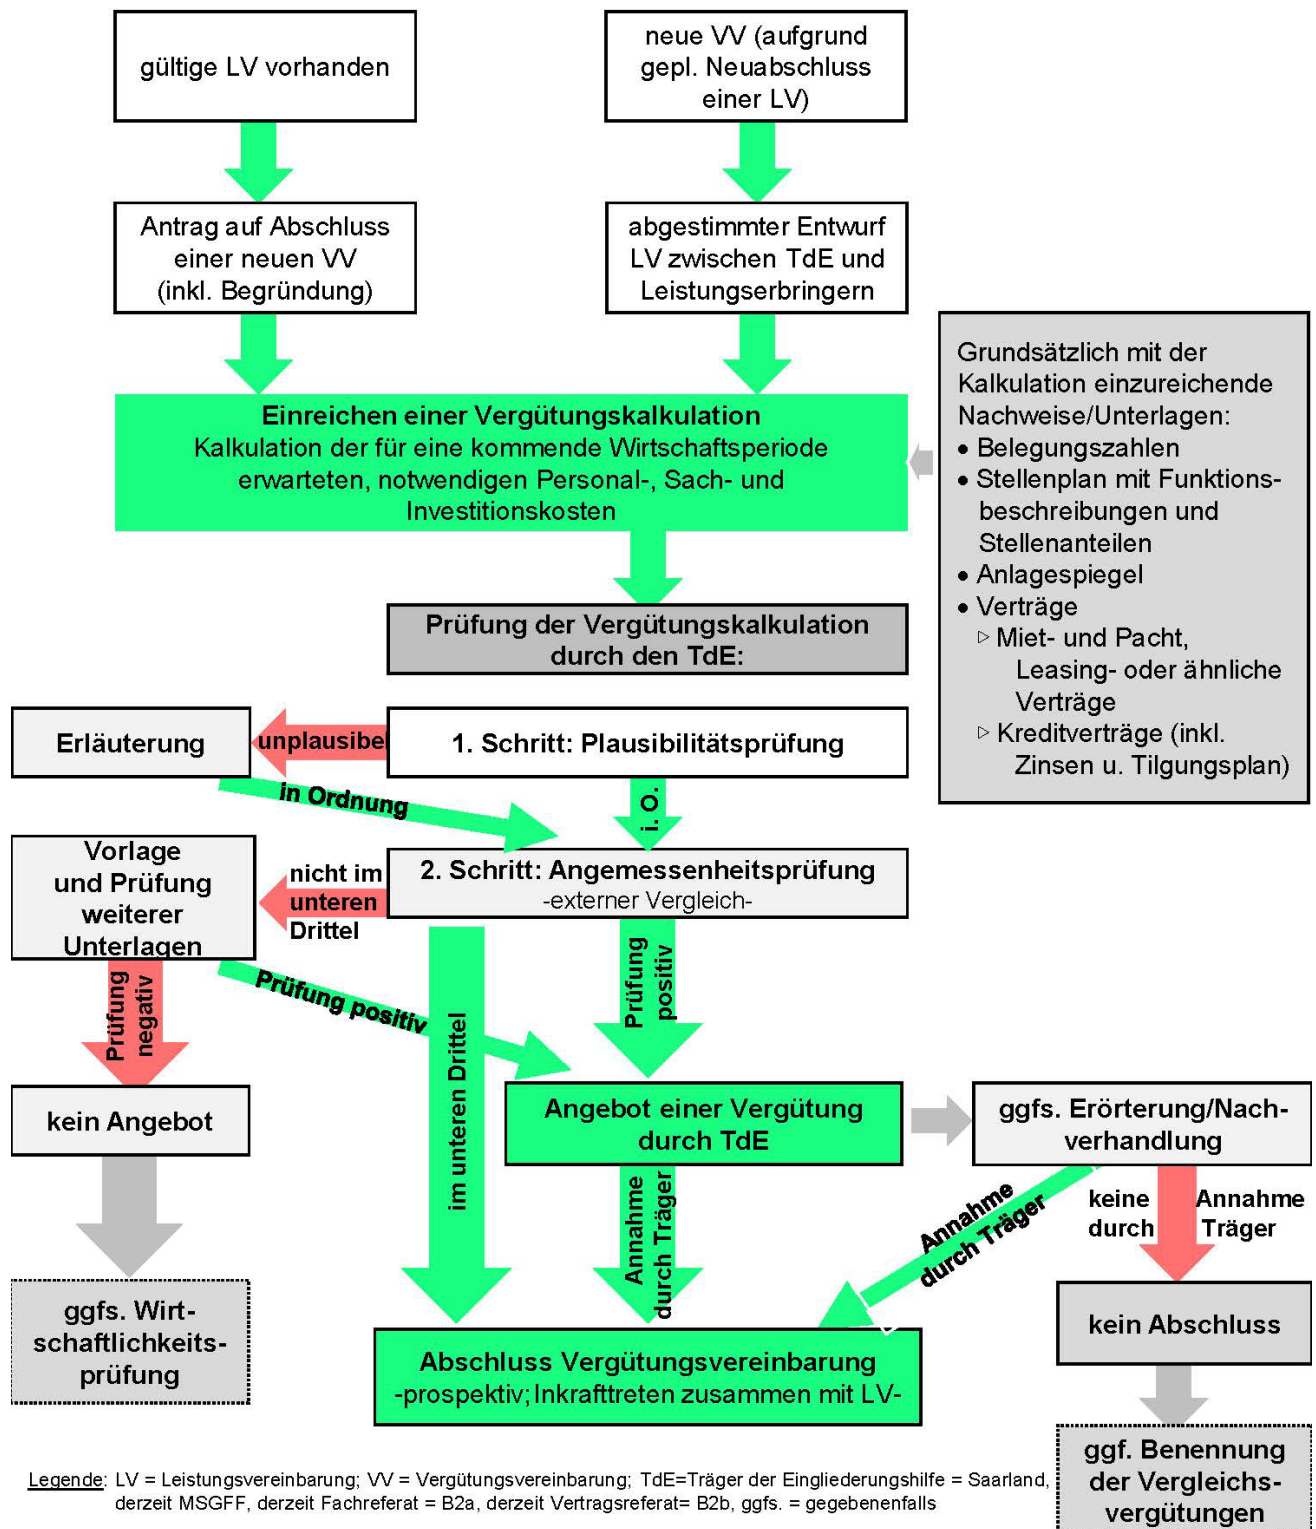 gültige LV vorhanden
neue VV (aufgrund
gepl. Neuabschluss
einer LV)
Antrag auf Abschluss
einer neuen VV
(inkl. Begründung)
abgestimmter Entwurf
LV zwischen TdE und
Leistungserbringern
Einreichen einer Vergütungskalkulation
Kalkulation der für eine kommende Wirtschaftsperiode
erwarteten, notwendigen Personal-, Sach- und
Investitionskosten
Grundsätzlich mit der
Kalkulation einzureichende
Nachweise/Unterlagen:
• Belegungszahlen
• Stellenplan mit Funktions-
beschreibungen und
Stellenanteilen
• Anlagespiegel
• Verträge
▷ Miet- und Pacht,
Leasing- oder ähnliche
Verträge
▷ Kreditverträge (inkl.
Zinsen u. Tilgungsplan)
Prüfung der Vergütungskalkulation
durch den TdE:
Erläuterung
unplausibel
1. Schritt: Plausibilitätsprüfung
in Ordnung
i. O.
Vorlage
und Prüfung
weiterer
Unterlagen
nicht im
unteren
Drittel
2. Schritt: Angemessenheitsprüfung
-externer Vergleich-
Prüfung
negativ
Prüfung positiv
im unteren Drittel
Prüfung
positiv
kein Angebot
Angebot einer Vergütung
durch TdE
ggfs. Erörterung/Nach-
verhandlung
Annahme
durch Träger
Annahme
durch Träger
keine Annahme
durch Träger
ggfs. Wirt-
schaftlichkeits-
prüfung
Abschluss Vergütungsvereinbarung
-prospektiv; Inkrafttreten zusammen mit LV-
kein Abschluss
ggf. Benennung
der Vergleichs-
vergütungen
Legende: LV = Leistungsvereinbarung; VV = Vergütungsvereinbarung; TdE=Träger der Eingliederungshilfe = Saarland,
derzeit MSGFF, derzeit Fachreferat = B2a, derzeit Vertragsreferat= B2b, ggfs. = gegebenenfalls